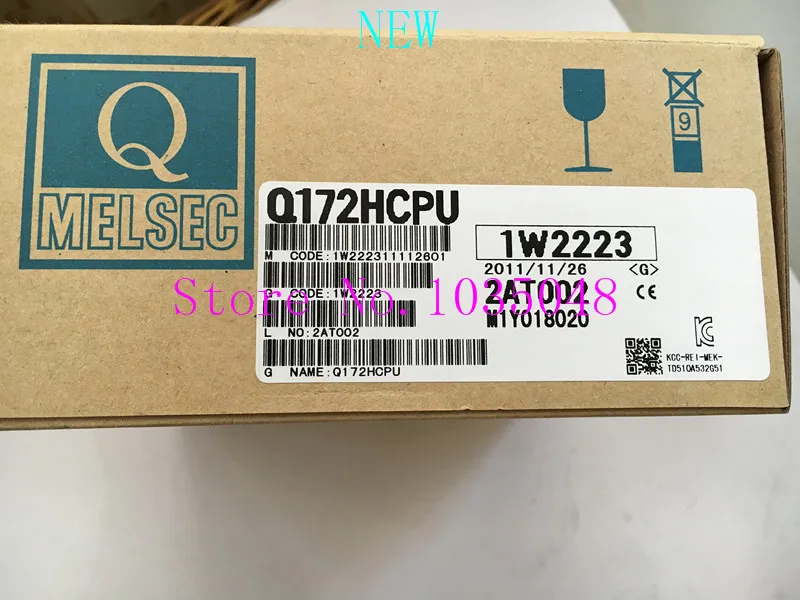 NEW
Q
MELSEC
9
Q172HCPU
M CODE:1W222311112601
1W2223
2011/11/26 <G>
G CODE:1W2223
2AT002 CE
Store No. 1035048
M1Y018020
L NO:2AT002
KCC-REI-MEK-
TD510A532G51
G NAME:Q172HCPU